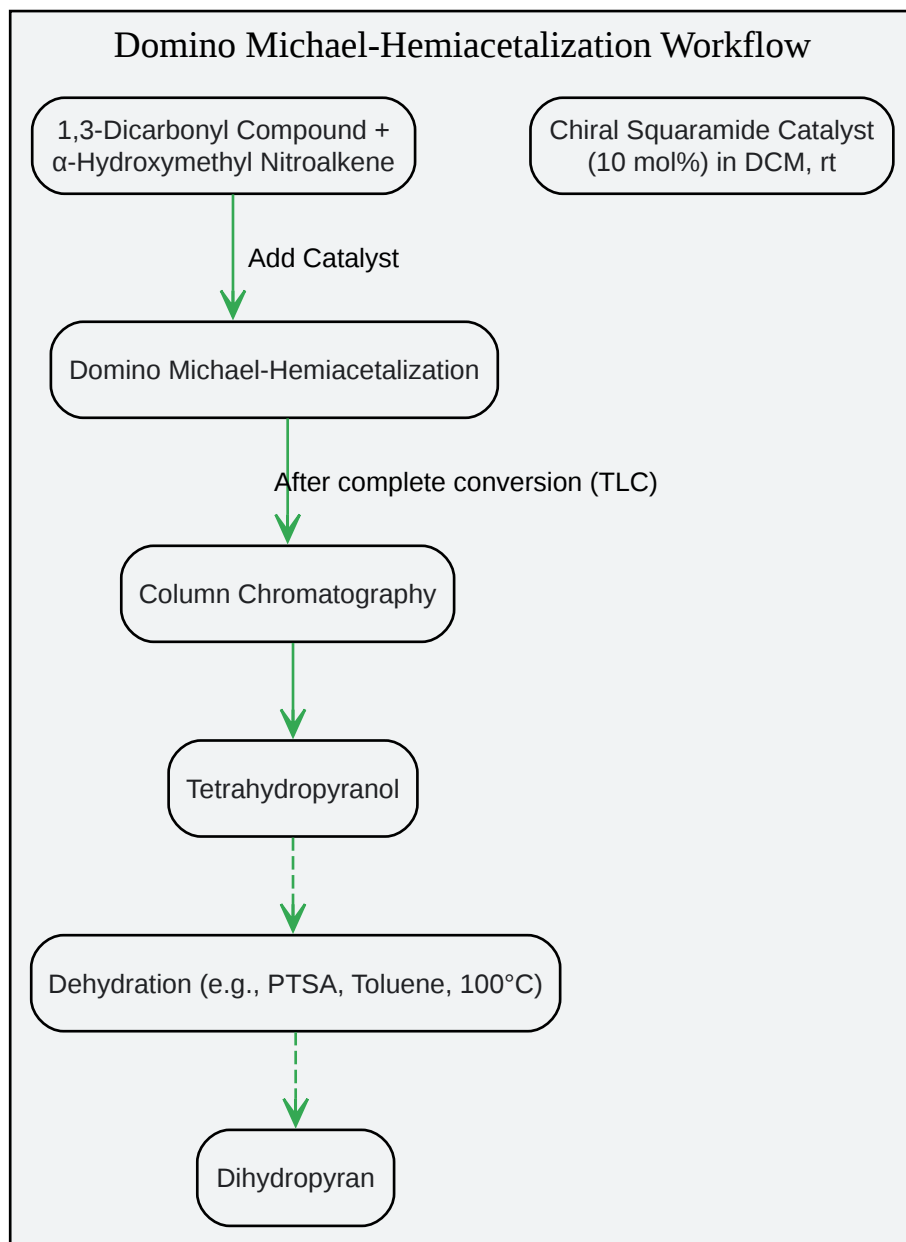 Domino Michael-Hemiacetalization Workflow
1,3-Dicarbonyl Compound +
α-Hydroxymethyl Nitroalkene
Chiral Squaramide Catalyst
(10 mol%) in DCM, rt
Add Catalyst
Domino Michael-Hemiacetalization
After complete conversion (TLC)
Column Chromatography
Tetrahydropyranol
Dehydration (e.g., PTSA, Toluene, 100°C)
Dihydropyran